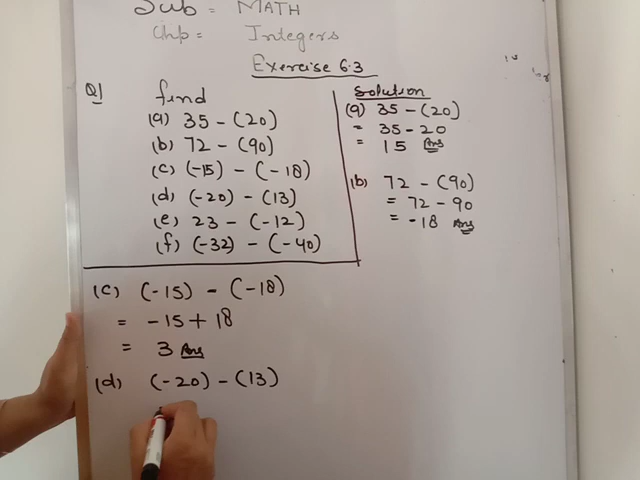 Sub = MATH
Chp = Integers
Exercise 6.3
Q1 find
(a) 35 - (20)
(b) 72 - (90)
(c) (-15) - (-18)
(d) (-20) - (13)
(e) 23 - (-12)
(f) (-32) - (-40)
Solution
(a) 35 - (20)
= 35 - 20
= 15 Ans
(b) 72 - (90)
= 72 - 90
= -18 Ans
(c) (-15) - (-18)
= -15 + 18
= 3 Ans
(d) (-20) - (13)